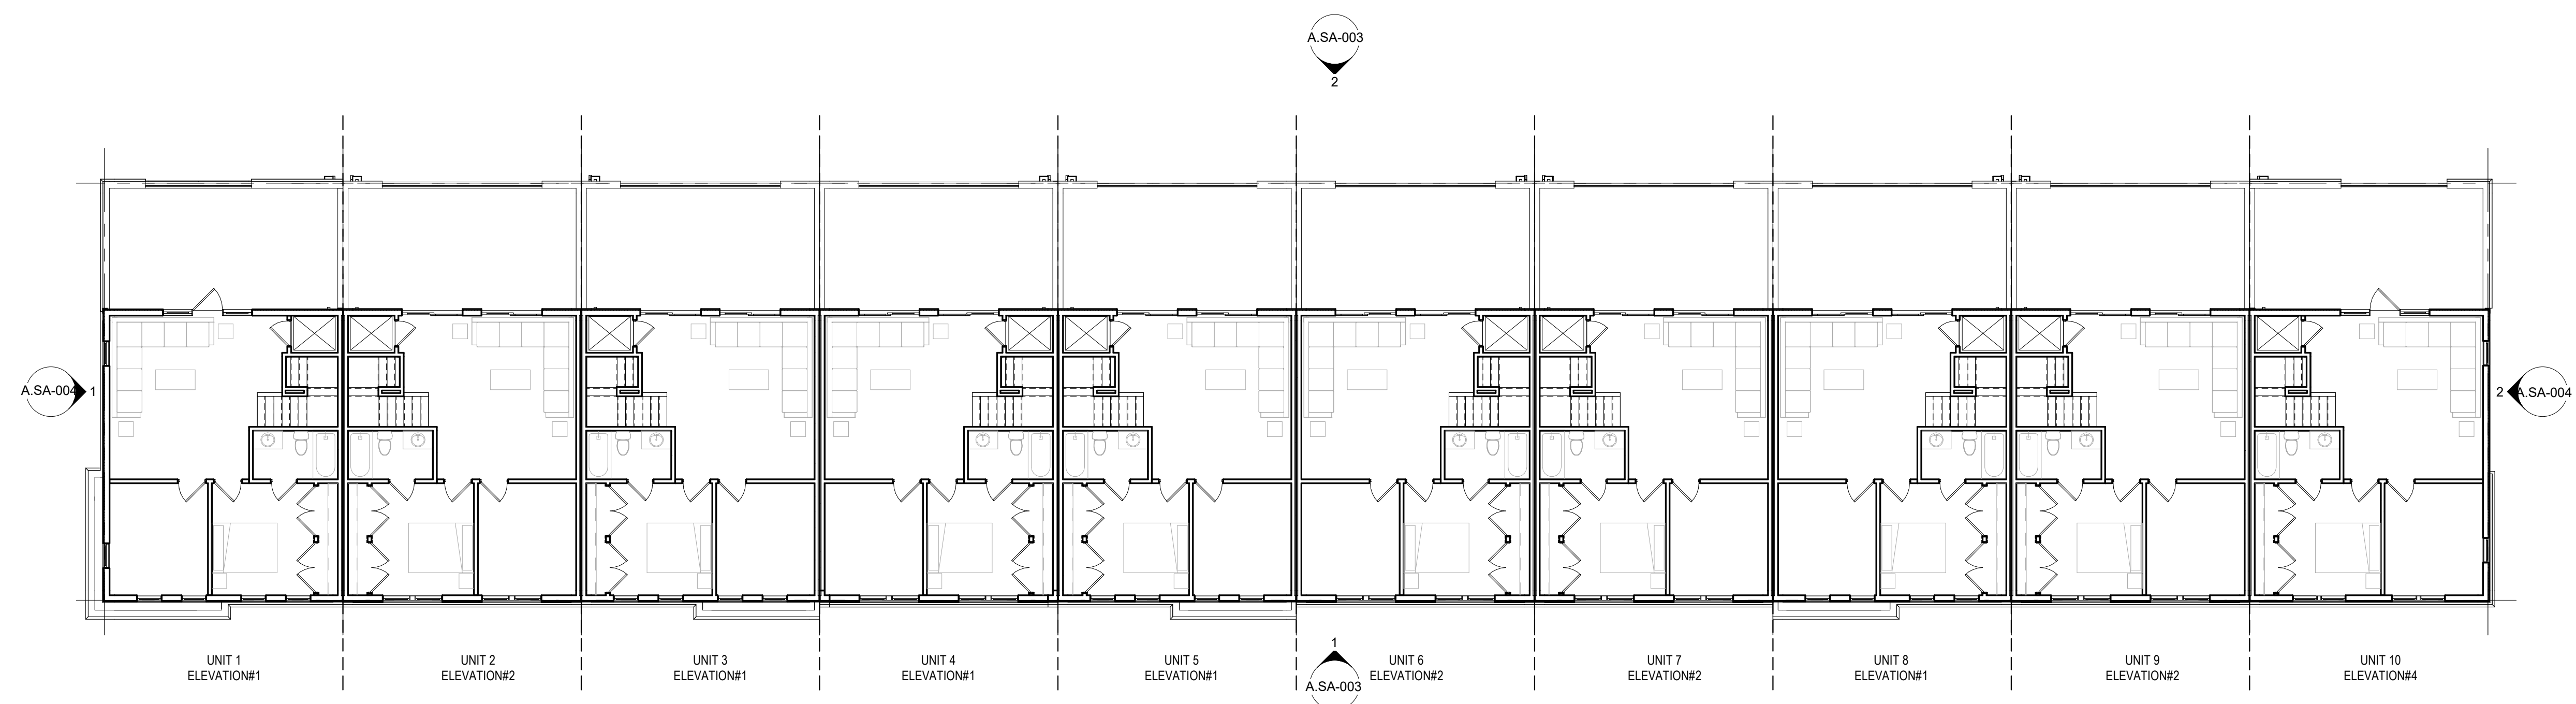 A.SA-003
2
A.SA-004
1
2
A.SA-004
UNIT 1
ELEVATION#1
UNIT 2
ELEVATION#2
UNIT 3
ELEVATION#1
UNIT 4
ELEVATION#1
UNIT 5
ELEVATION#1
1
A.SA-003
UNIT 6
ELEVATION#2
UNIT 7
ELEVATION#2
UNIT 8
ELEVATION#1
UNIT 9
ELEVATION#2
UNIT 10
ELEVATION#4